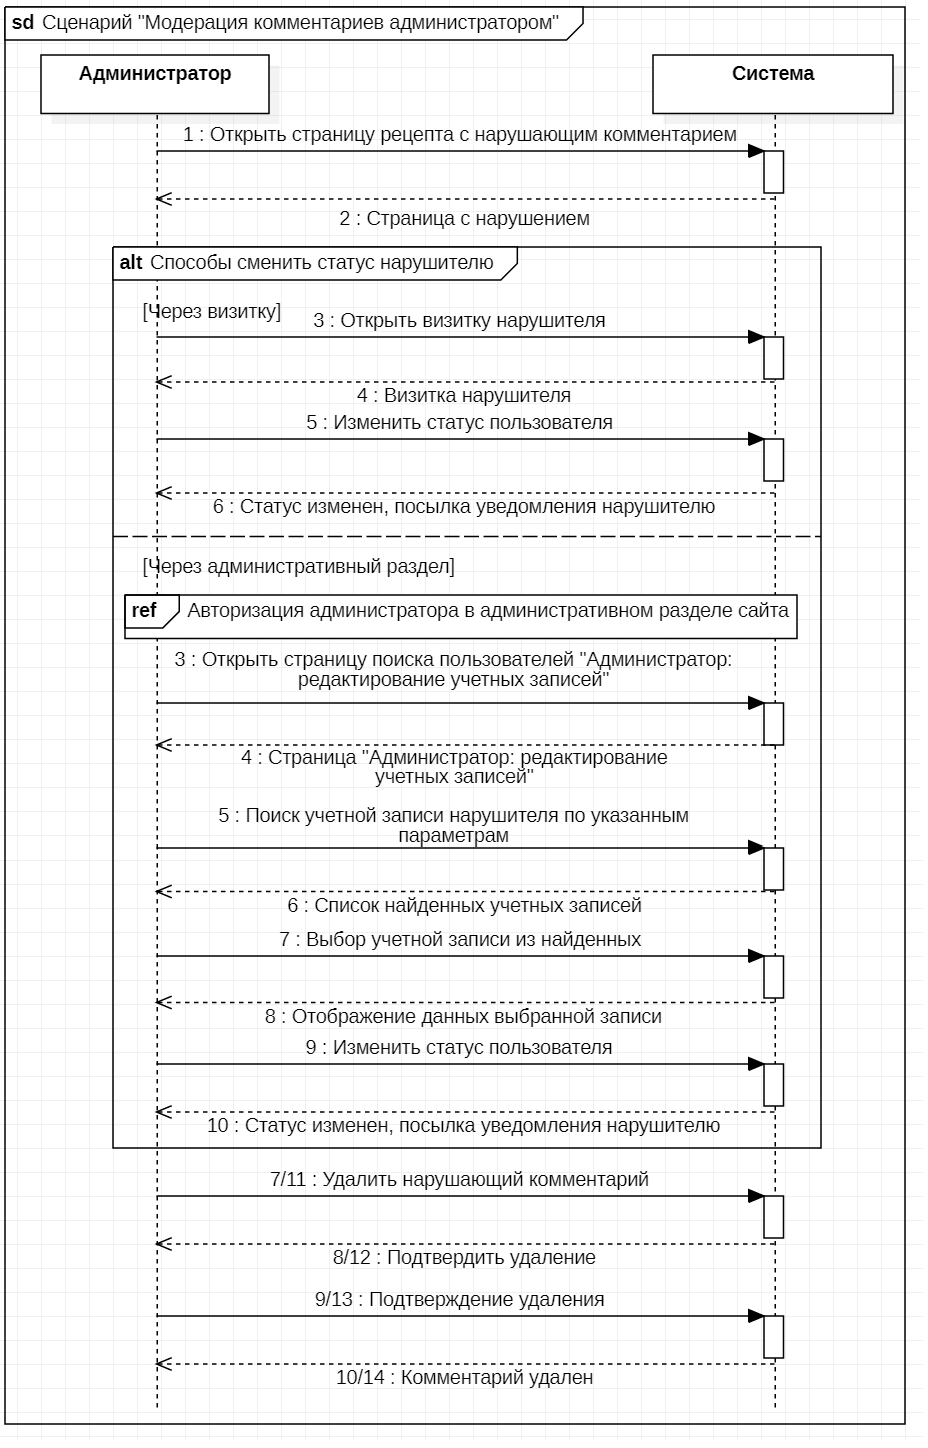 sd Сценарий "Модерация комментариев администратором"
Администратор
Система
1 : Открыть страницу рецепта с нарушающим комментарием
2 : Страница с нарушением
alt Способы сменить статус нарушителю
[Через визитку]
3 : Открыть визитку нарушителя
4 : Визитка нарушителя
5 : Изменить статус пользователя
6 : Статус изменен, посылка уведомления нарушителю
[Через административный раздел]
ref Авторизация администратора в административном разделе сайта
3 : Открыть страницу поиска пользователей "Администратор:
редактирование учетных записей"
4 : Страница "Администратор: редактирование
учетных записей"
5 : Поиск учетной записи нарушителя по указанным
параметрам
6 : Список найденных учетных записей
7 : Выбор учетной записи из найденных
8 : Отображение данных выбранной записи
9 : Изменить статус пользователя
10 : Статус изменен, посылка уведомления нарушителю
7/11 : Удалить нарушающий комментарий
8/12 : Подтвердить удаление
9/13 : Подтверждение удаления
10/14 : Комментарий удален